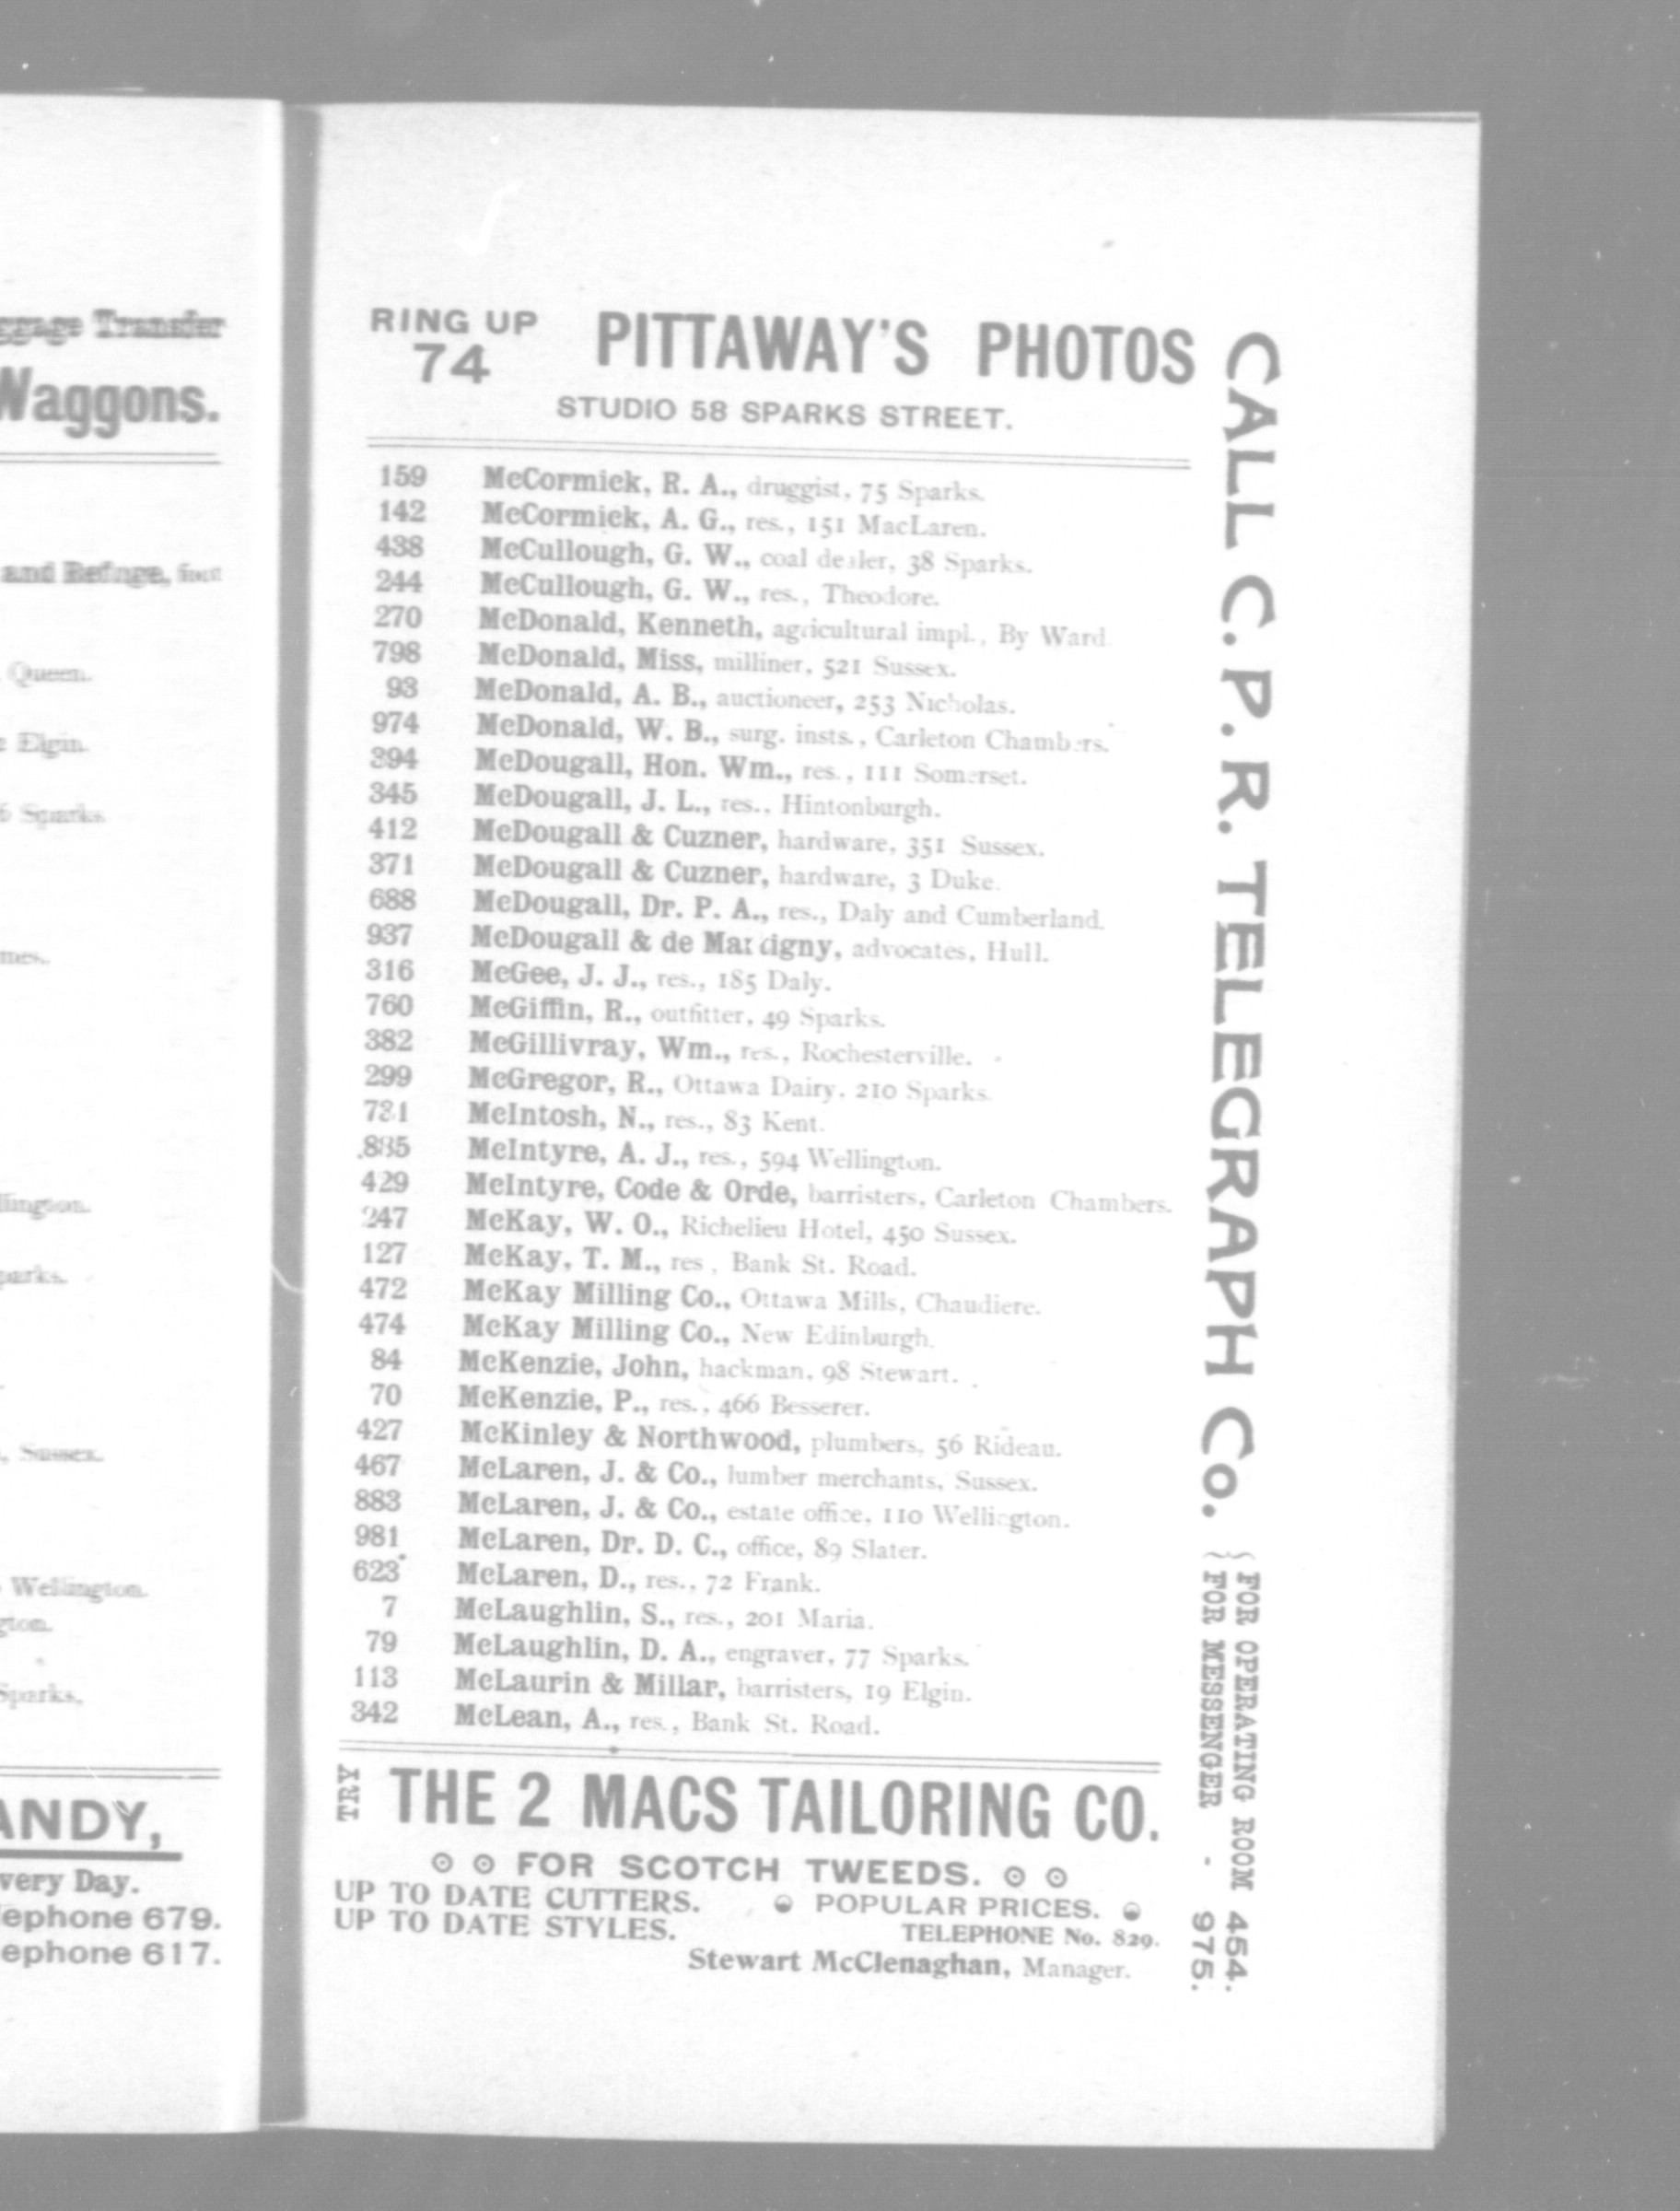 ggage Transfer
Waggons.
and Refuge, foot
Queen.
Elgin.
6 Sparks
mes.
llington.
parks.
, Sussex.
Wellington.
gton.
Sparks.
ANDY,
very Day.
lephone 679.
ephone 617.
RING UP
74
PITTAWAY'S PHOTOS
STUDIO 58 SPARKS STREET.
159 McCormick, R. A., druggist, 75 Sparks.
142 McCormick, A. G., res., 151 MacLaren.
438 McCullough, G. W., coal dealer, 38 Sparks.
244 McCullough, G. W., res., Theodore.
270 McDonald, Kenneth, agricultural impl., By Ward
798 McDonald, Miss, milliner, 521 Sussex.
93 McDonald, A. B., auctioneer, 253 Nicholas.
974 McDonald, W. B., surg. insts., Carleton Chambers.
394 McDougall, Hon. Wm., res., 111 Somerset.
345 McDougall, J. L., res., Hintonburgh.
412 McDougall & Cuzner, hardware, 351 Sussex.
371 McDougall & Cuzner, hardware, 3 Duke.
688 McDougall, Dr. P. A., res., Daly and Cumberland.
937 McDougall & de Martigny, advocates, Hull.
316 McGee, J. J., res., 185 Daly.
760 McGiffin, R., outfitter, 49 Sparks.
382 McGillivray, Wm., res., Rochesterville.
299 McGregor, R., Ottawa Dairy, 210 Sparks.
McIntosh, N., res., 83 Kent.
McIntyre, A. J., res., 594 Wellington.
429 McIntyre, Code & Orde, barristers, Carleton Chambers.
247 McKay, W. O., Richelieu Hotel, 450 Sussex.
127 McKay, T. M., res., Bank St. Road.
472 McKay Milling Co., Ottawa Mills, Chaudiere.
474 McKay Milling Co., New Edinburgh.
84 McKenzie, John, hackman, 98 Stewart.
70 McKenzie, P., res., 466 Besserer.
427 McKinley & Northwood, plumbers, 56 Rideau.
467 McLaren, J. & Co., lumber merchants, Sussex.
883 McLaren, J. & Co., estate office, 110 Wellington.
981 McLaren, Dr. D. C., office, 89 Slater.
623 McLaren, D., res., 72 Frank.
7 McLaughlin, S., res., 201 Maria.
79 McLaughlin, D. A., engraver, 77 Sparks.
113 McLaurin & Millar, barristers, 19 Elgin.
342 McLean, A., res., Bank St. Road.
TRY
THE 2 MACS TAILORING CO.
FOR SCOTCH TWEEDS.
UP TO DATE CUTTERS. POPULAR PRICES.
UP TO DATE STYLES. TELEPHONE No. 829.
Stewart McClenaghan, Manager.
CALL C. P. R. TELEGRAPH Co.
{FOR OPERATING ROOM 454.
{FOR MESSENGER - 975.